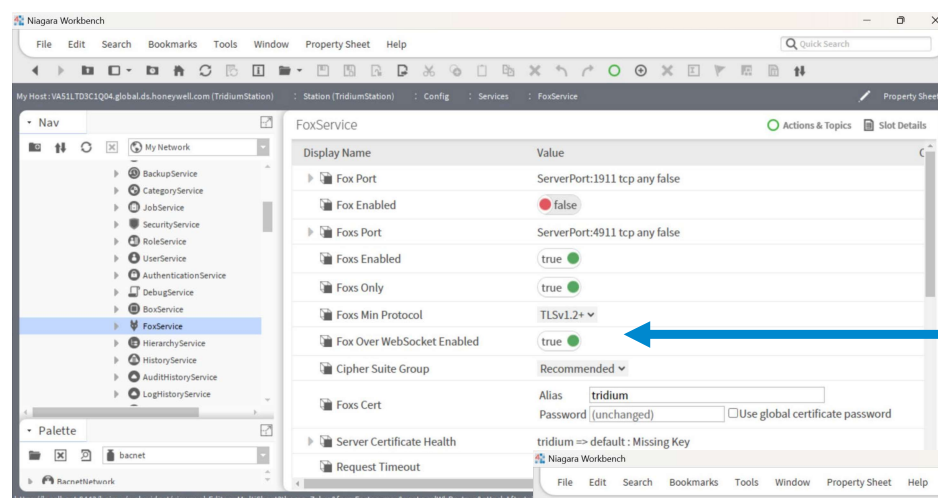 Niagara Workbench
File Edit Search Bookmarks Tools Window Property Sheet Help
Quick Search
My Host : VA51LTD3C1Q04.global.ds.honeywell.com (TridiumStation) : Station (TridiumStation) : Config : Services : FoxService
Property Sheet
Nav
My Network
BackupService
CategoryService
JobService
SecurityService
RoleService
UserService
AuthenticationService
DebugService
BoxService
FoxService
HierarchyService
HistoryService
AuditHistoryService
LogHistoryService
Palette
bacnet
BacnetNetwork
FoxService
Actions & Topics Slot Details
Display Name Value
Fox Port ServerPort:1911 tcp any false
Fox Enabled false
Foxs Port ServerPort:4911 tcp any false
Foxs Enabled true
Foxs Only true
Foxs Min Protocol TLSv1.2+
Fox Over WebSocket Enabled true
Cipher Suite Group Recommended
Foxs Cert Alias tridium
Password (unchanged) Use global certificate password
Server Certificate Health tridium => default : Missing Key
Request Timeout
Niagara Workbench
File Edit Search Bookmarks Tools Window Property Sheet Help